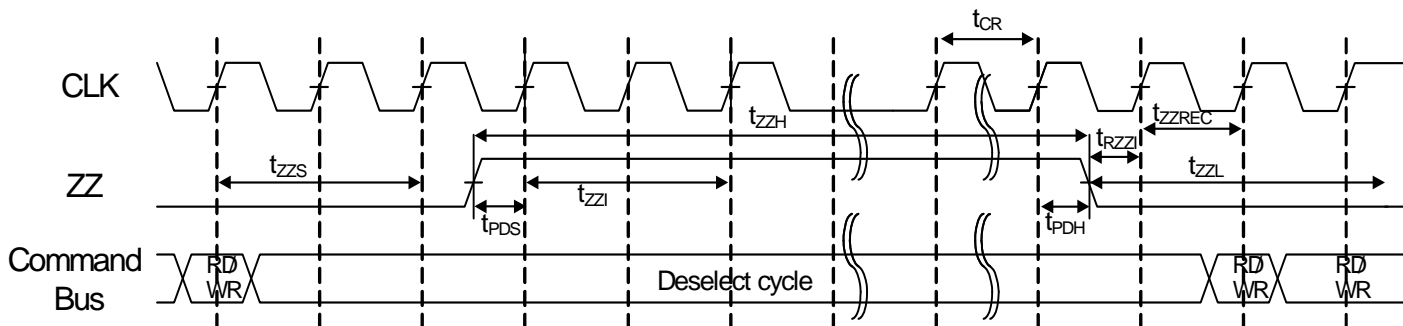 tCR
CLK
tZZH
tZZREC
tRZZI
ZZ
tZZS
tZZI
tZZL
tPDS
tPDH
Command
Bus
RD/
WR
Deselect cycle
RD/
WR
RD/
WR